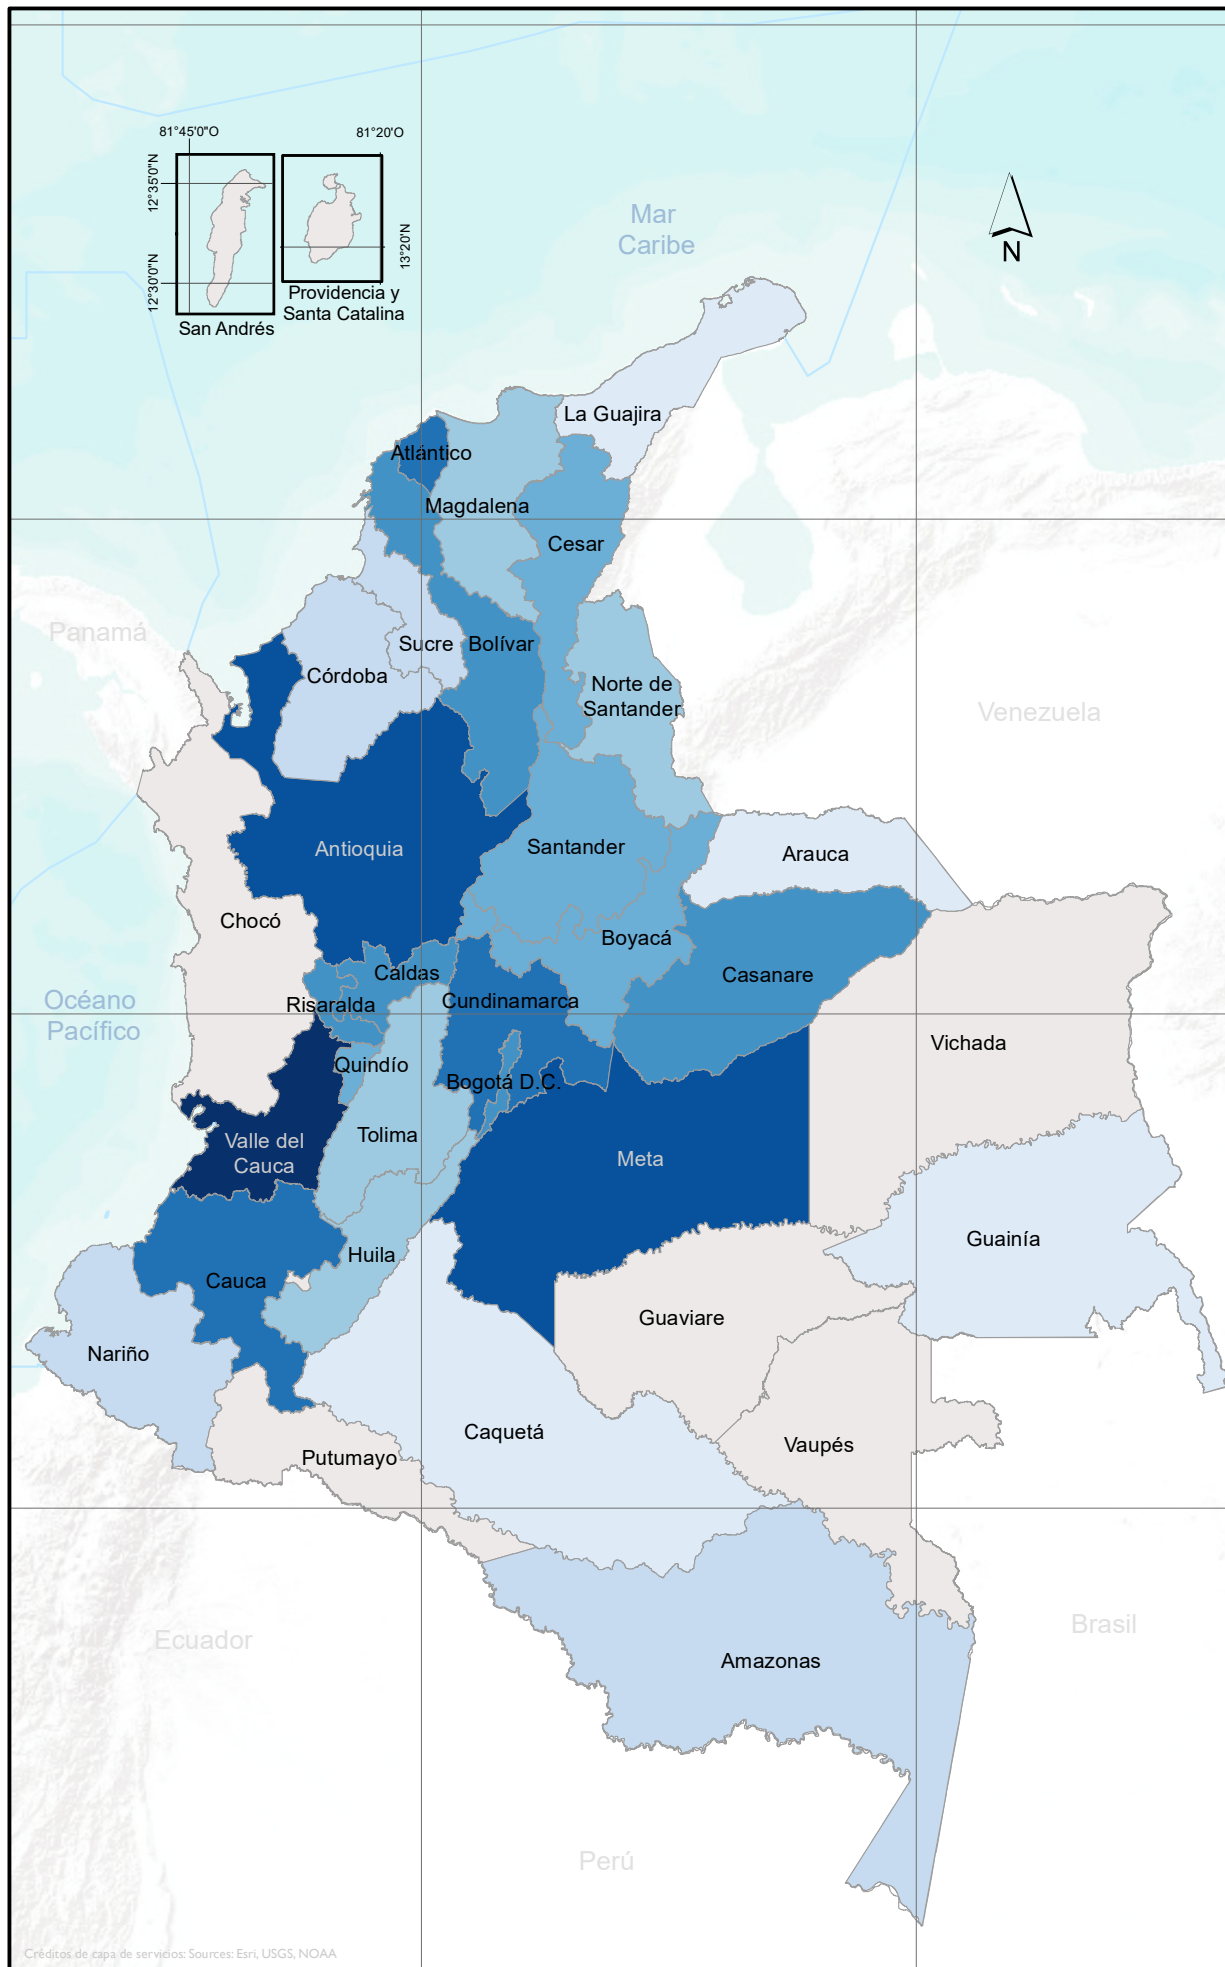 81°45'0"O
81°20'O
12°35'0"N
12°30'0"N
13°20'N
San Andrés
Providencia y
Santa Catalina
Mar
Caribe
N
La Guajira
Atlántico
Magdalena
Cesar
Panamá
Sucre
Bolívar
Córdoba
Norte de
Santander
Venezuela
Antioquia
Santander
Arauca
Chocó
Boyacá
Caldas
Casanare
Océano
Pacífico
Risaralda
Cundinamarca
Vichada
Quindío
Bogotá D.C.
Tolima
Valle del
Cauca
Meta
Guainía
Huila
Cauca
Guaviare
Nariño
Caquetá
Vaupés
Putumayo
Ecuador
Brasil
Amazonas
Perú
Créditos de capa de servicios: Sources: Esri, USGS, NOAA